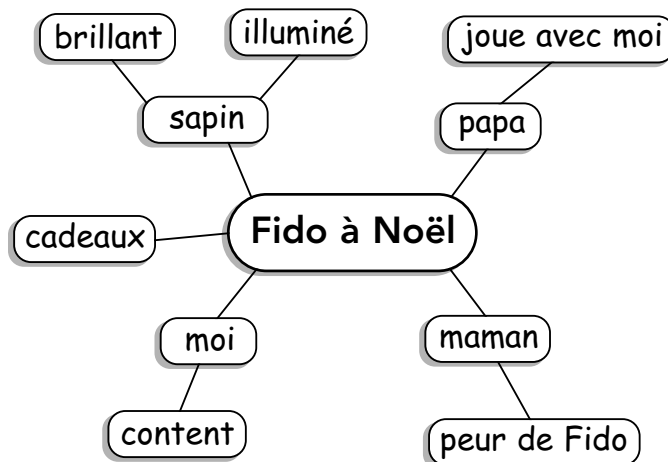 brillant
illuminé
joue avec moi
sapin
papa
Fido à Noël
cadeaux
moi
maman
content
peur de Fido